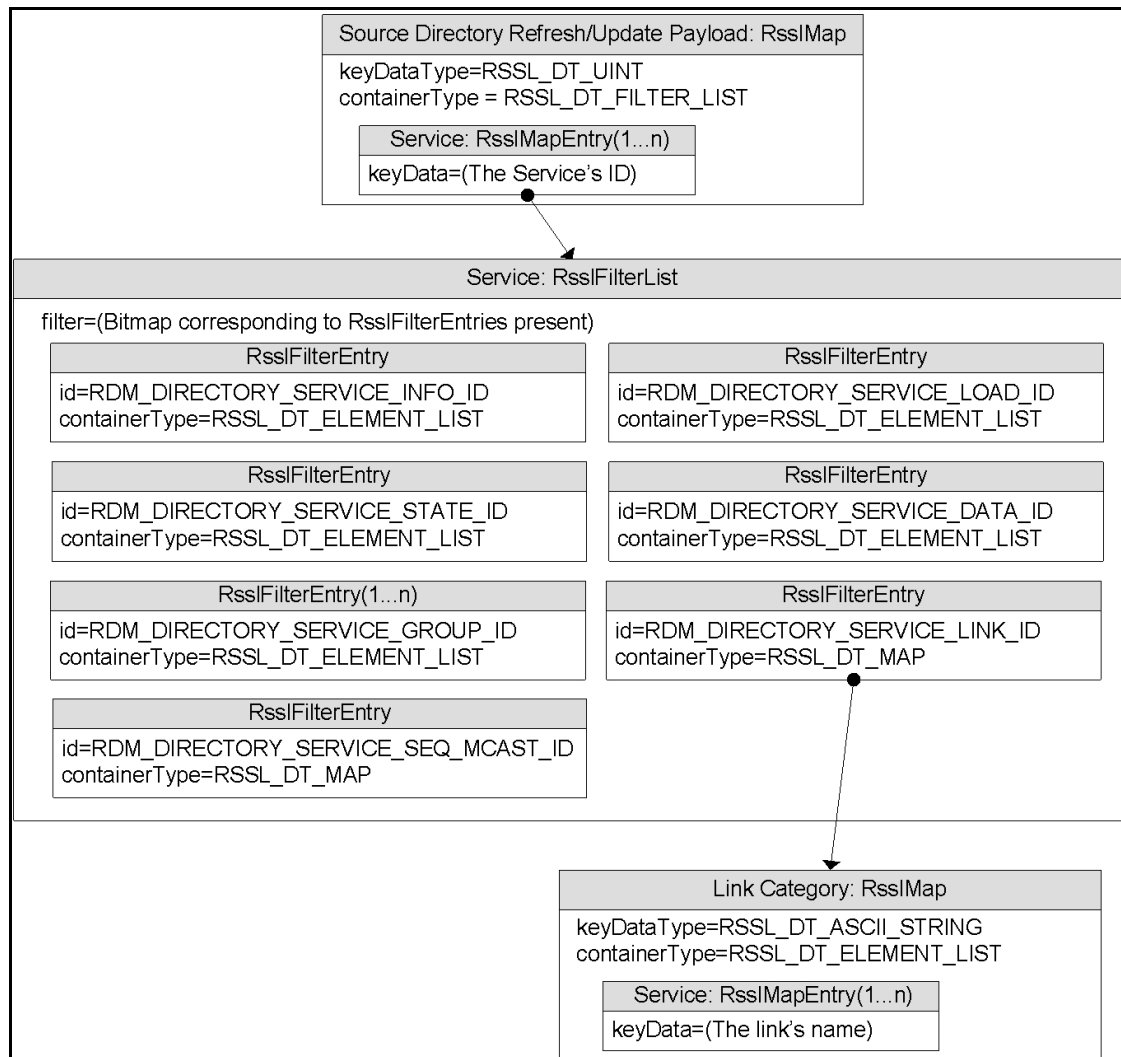 Source Directory Refresh/Update Payload: RsslMap
keyDataType=RSSL_DT_UINT
containerType = RSSL_DT_FILTER_LIST
Service: RsslMapEntry(1...n)
keyData=(The Service's ID)
Service: RsslFilterList
filter=(Bitmap corresponding to RsslFilterEntries present)
RsslFilterEntry
id=RDM_DIRECTORY_SERVICE_INFO_ID
containerType=RSSL_DT_ELEMENT_LIST
RsslFilterEntry
id=RDM_DIRECTORY_SERVICE_LOAD_ID
containerType=RSSL_DT_ELEMENT_LIST
RsslFilterEntry
id=RDM_DIRECTORY_SERVICE_STATE_ID
containerType=RSSL_DT_ELEMENT_LIST
RsslFilterEntry
id=RDM_DIRECTORY_SERVICE_DATA_ID
containerType=RSSL_DT_ELEMENT_LIST
RsslFilterEntry(1...n)
id=RDM_DIRECTORY_SERVICE_GROUP_ID
containerType=RSSL_DT_ELEMENT_LIST
RsslFilterEntry
id=RDM_DIRECTORY_SERVICE_LINK_ID
containerType=RSSL_DT_MAP
RsslFilterEntry
id=RDM_DIRECTORY_SERVICE_SEQ_MCAST_ID
containerType=RSSL_DT_MAP
Link Category: RsslMap
keyDataType=RSSL_DT_ASCII_STRING
containerType=RSSL_DT_ELEMENT_LIST
Service: RsslMapEntry(1...n)
keyData=(The link's name)